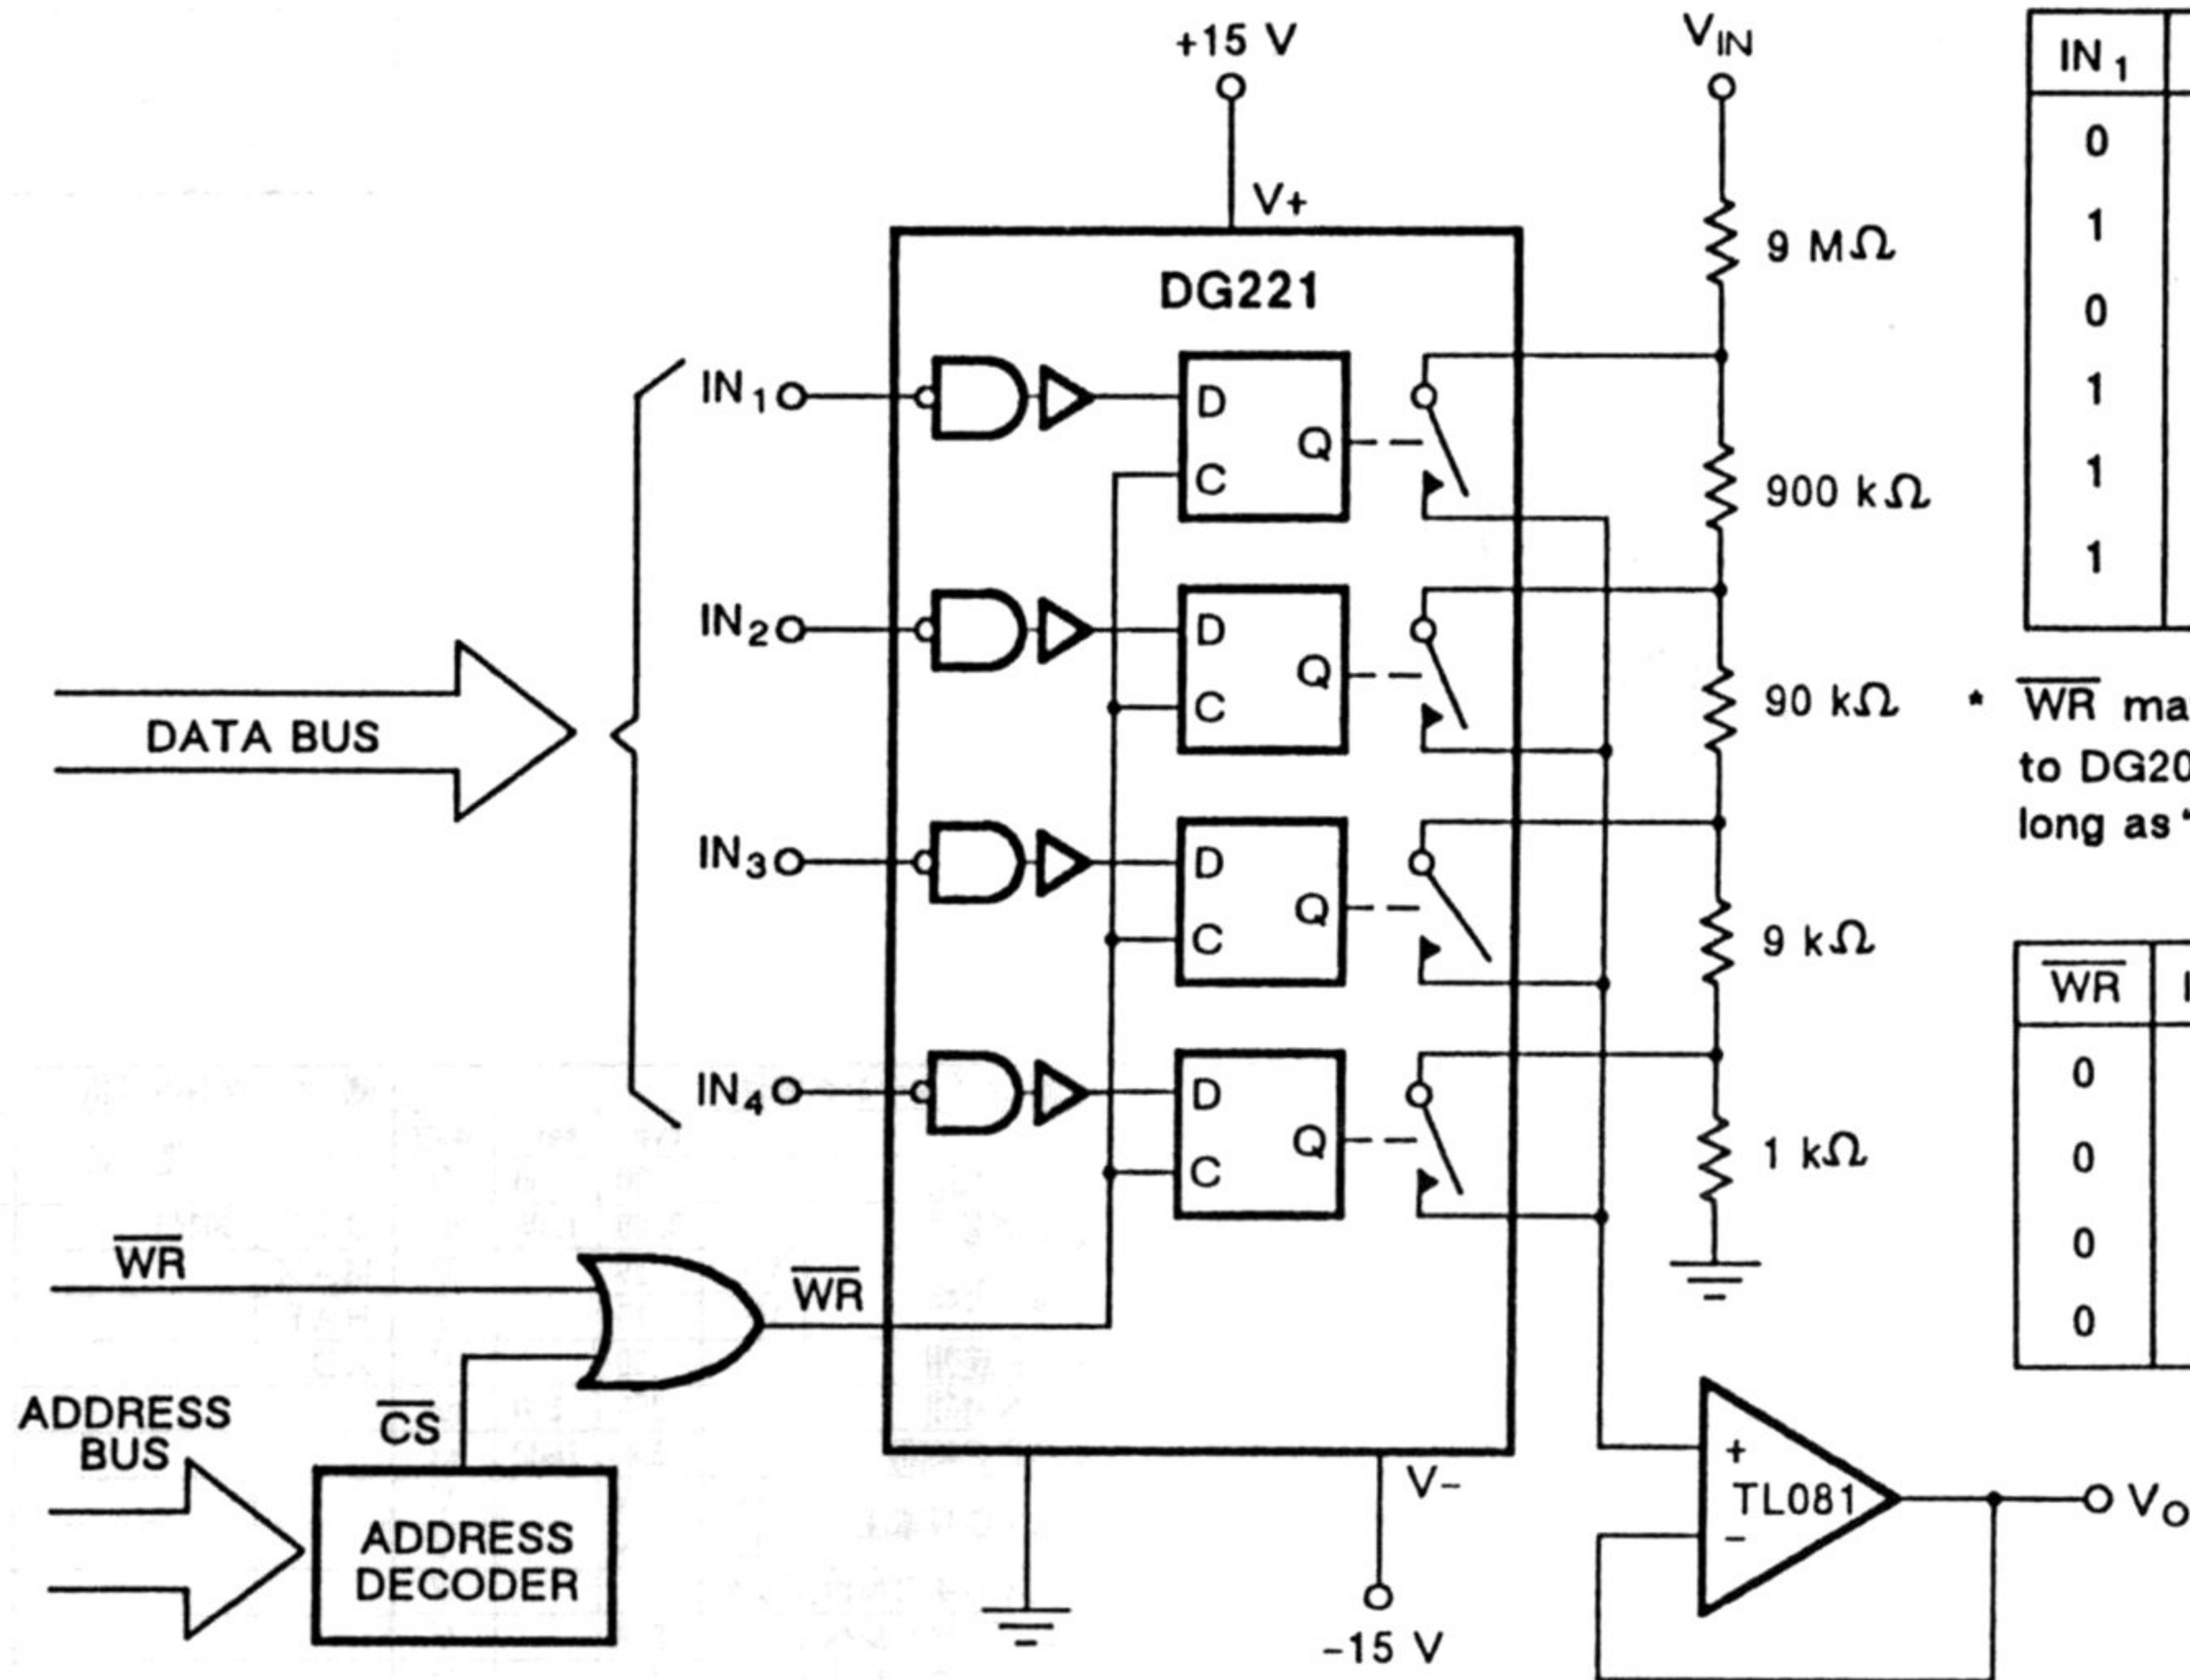 +15 V
V+
DG221
IN1
D
Q
C
IN2
D
Q
C
IN3
D
Q
C
IN4
D
Q
C
DATA BUS
WR
WR
CS
ADDRESS
BUS
ADDRESS
DECODER
V-
-15 V
VIN
9 MΩ
900 kΩ
90 kΩ
9 kΩ
1 kΩ
+
TL081
-
VO
IN1
0
1
0
1
1
1
* WR
to
long as
WR
0
0
0
0